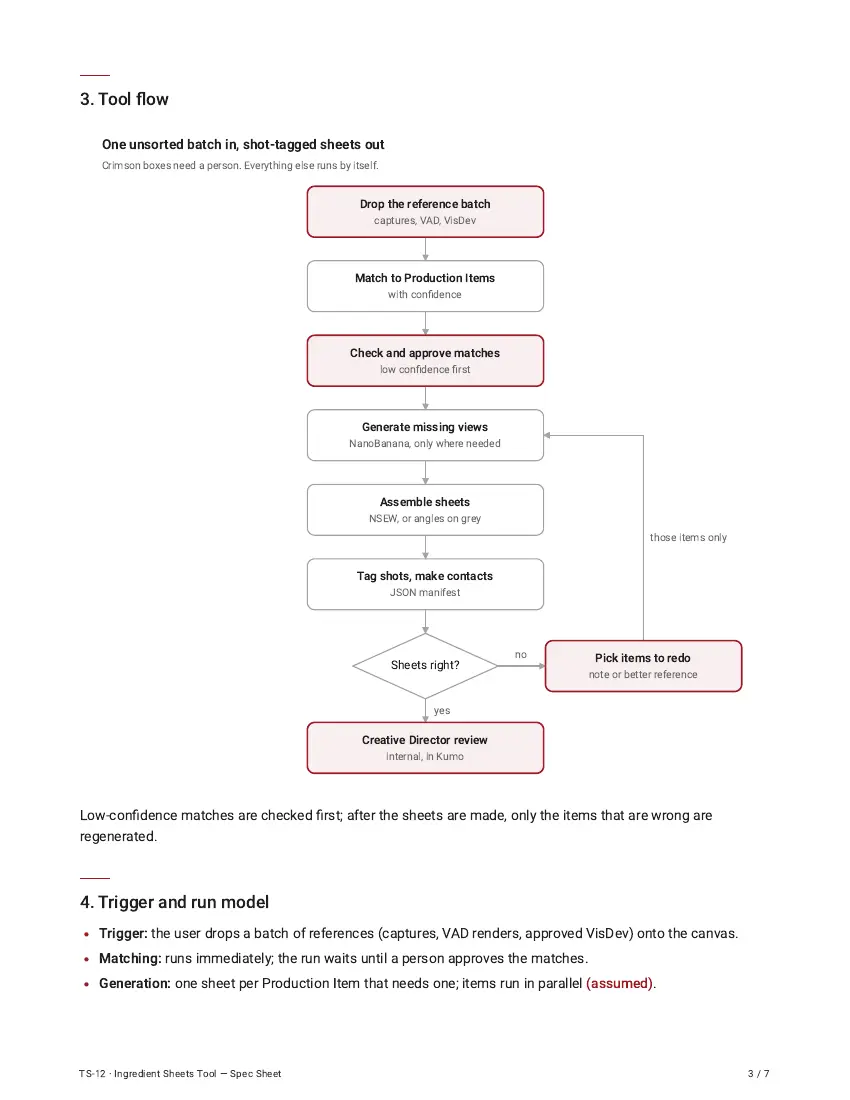 3. Tool flow
One unsorted batch in, shot-tagged sheets out
Crimson boxes need a person. Everything else runs by itself.
Drop the reference batch
captures, VAD, VisDev
Match to Production Items
with confidence
Check and approve matches
low confidence first
Generate missing views
NanoBanana, only where needed
Assemble sheets
NSEW, or angles on grey
those items only
Tag shots, make contacts
JSON manifest
Sheets right?
no
Pick items to redo
note or better reference
yes
Creative Director review
internal, in Kumo
Low-confidence matches are checked first; after the sheets are made, only the items that are wrong are
regenerated.
4. Trigger and run model
• Trigger: the user drops a batch of references (captures, VAD renders, approved VisDev) onto the canvas.
• Matching: runs immediately; the run waits until a person approves the matches.
• Generation: one sheet per Production Item that needs one; items run in parallel (assumed).
TS-12 · Ingredient Sheets Tool — Spec Sheet
3 / 7